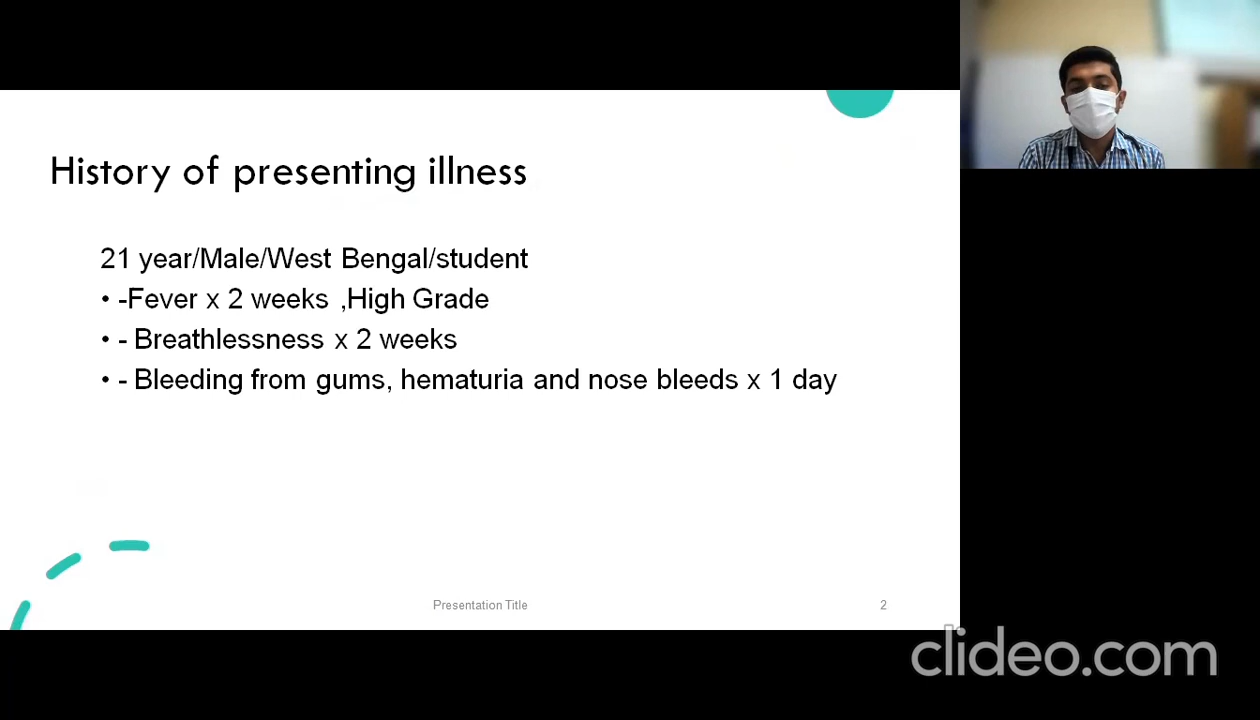 History of presenting illness
21 year/Male/West Bengal/student
• -Fever x 2 weeks ,High Grade
• - Breathlessness x 2 weeks
• - Bleeding from gums, hematuria and nose bleeds x 1 day
Presentation Title
2
clideo.com